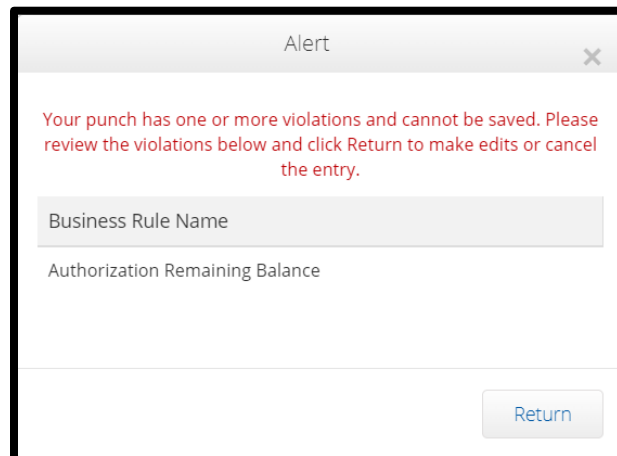 Alert
Your punch has one or more violations and cannot be saved. Please
review the violations below and click Return to make edits or cancel
the entry.
Business Rule Name
Authorization Remaining Balance
Return